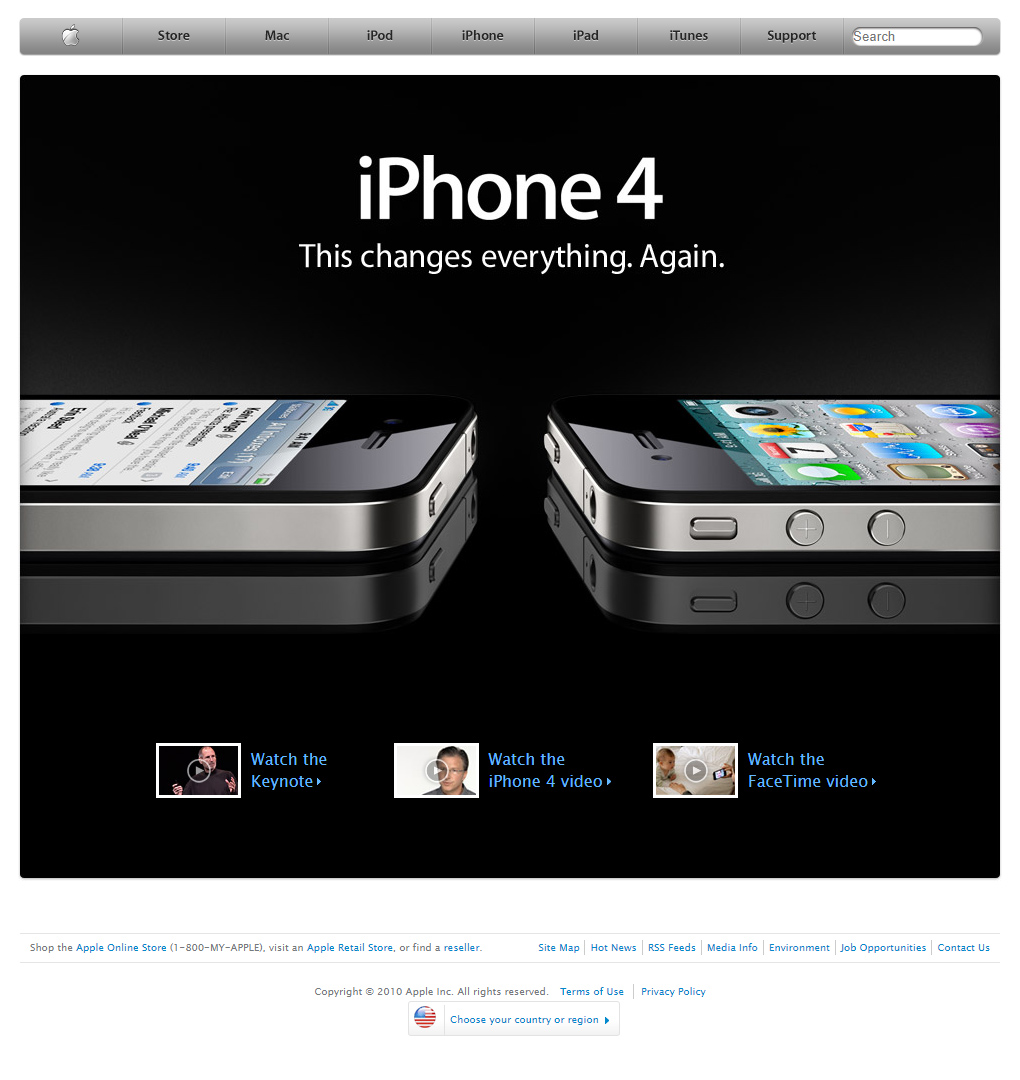 Store
Mac
iPod
iPhone
iPad
iTunes
Support
Search
iPhone 4
This changes everything. Again.
9:41 AM
Watch the
Keynote
Watch the
iPhone 4 video
Watch the
FaceTime video
Shop the Apple Online Store (1-800-MY-APPLE), visit an Apple Retail Store, or find a reseller.
Site Map
Hot News
RSS Feeds
Media Info
Environment
Job Opportunities
Contact Us
Copyright © 2010 Apple Inc. All rights reserved.
Terms of Use
Privacy Policy
Choose your country or region